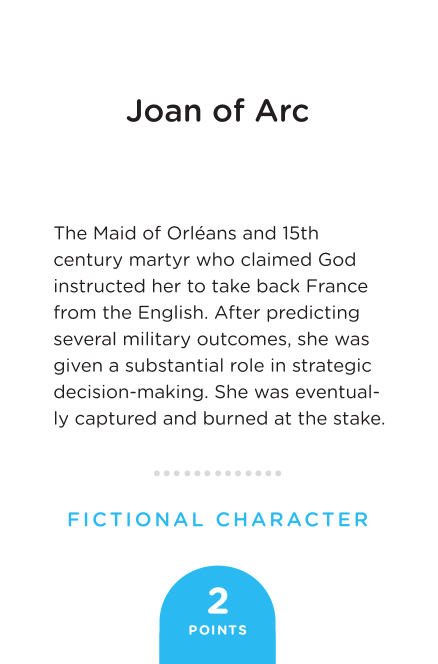 Joan of Arc
The Maid of Orléans and 15th
century martyr who claimed God
instructed her to take back France
from the English. After predicting
several military outcomes, she was
given a substantial role in strategic
decision-making. She was eventual-
ly captured and burned at the stake.
FICTIONAL CHARACTER
2
POINTS